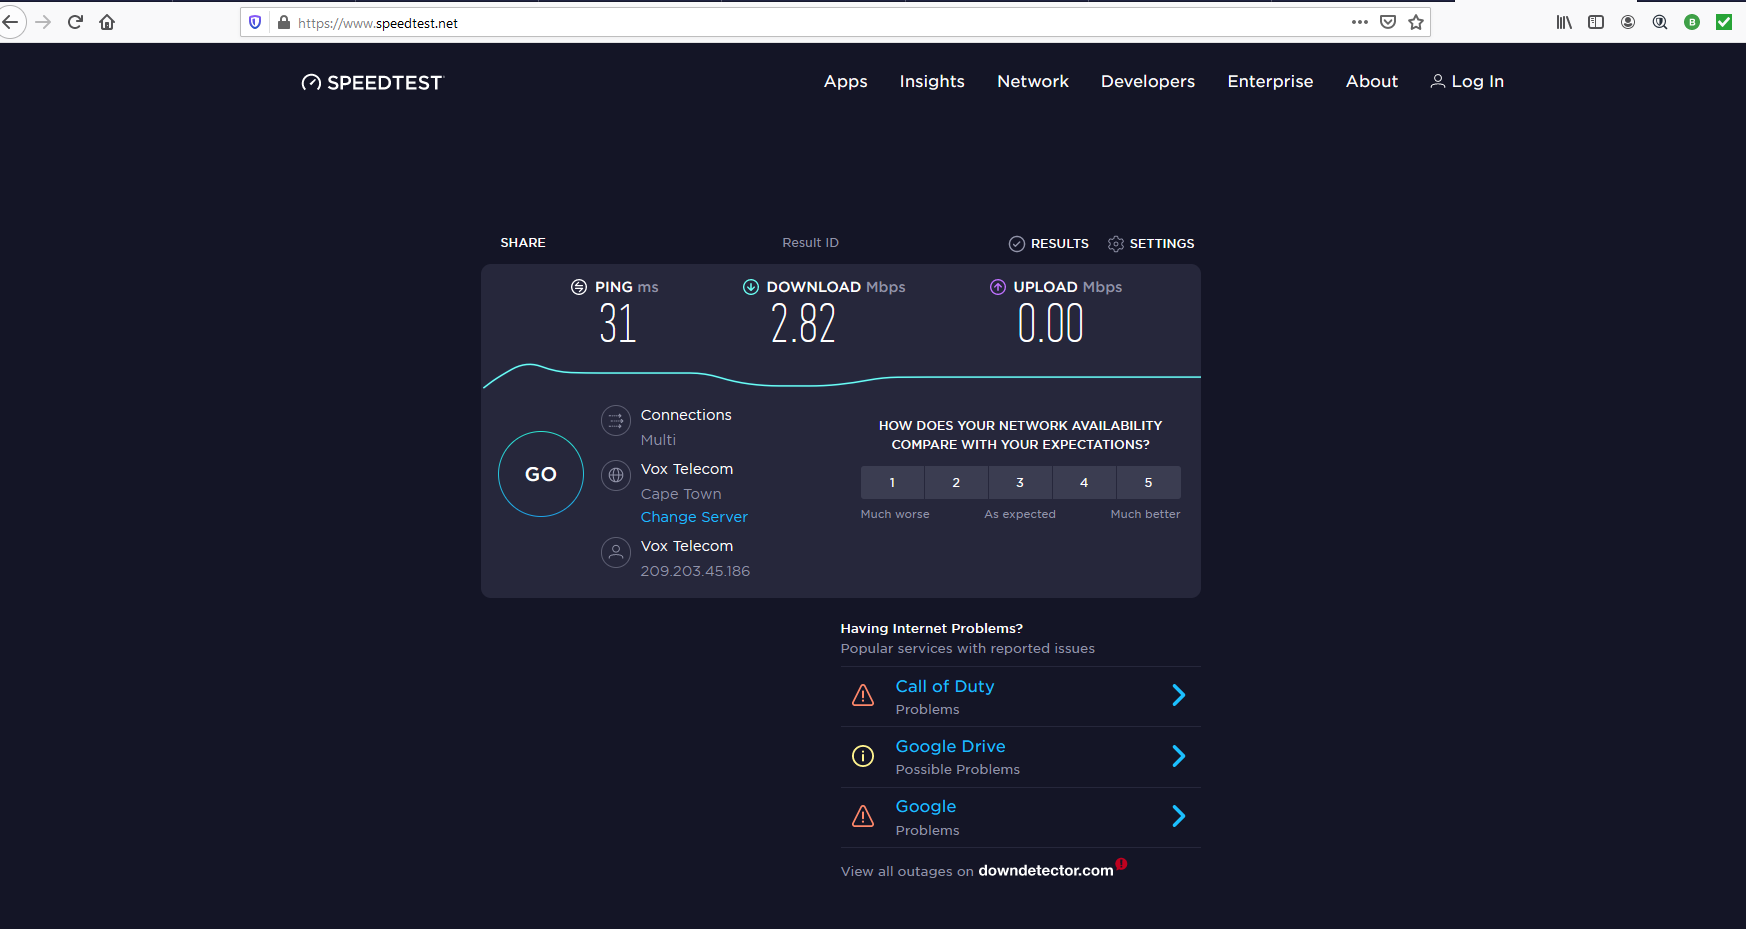 https://www.speedtest.net
SPEEDTEST
Apps Insights Network Developers Enterprise About Log In
SHARE Result ID RESULTS SETTINGS
PING ms DOWNLOAD Mbps UPLOAD Mbps
31 2.82 0.00
Connections
Multi
Vox Telecom
Cape Town
Change Server
Vox Telecom
209.203.45.186
GO
HOW DOES YOUR NETWORK AVAILABILITY
COMPARE WITH YOUR EXPECTATIONS?
1 2 3 4 5
Much worse As expected Much better
Having Internet Problems?
Popular services with reported issues
Call of Duty
Problems
Google Drive
Possible Problems
Google
Problems
View all outages on downdetector.com